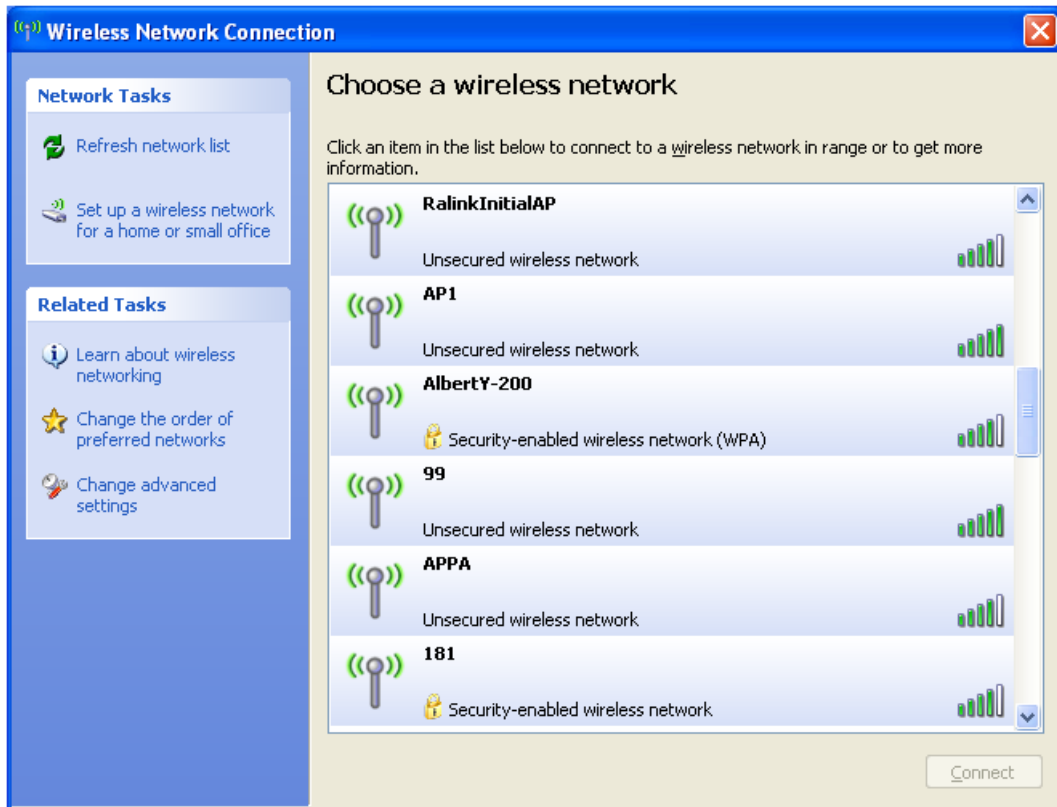 Wireless Network Connection
Network Tasks
Refresh network list
Set up a wireless network
for a home or small office
Related Tasks
Learn about wireless
networking
Change the order of
preferred networks
Change advanced
settings
Choose a wireless network
Click an item in the list below to connect to a wireless network in range or to get more
information.
RalinkInitialAP
Unsecured wireless network
AP1
Unsecured wireless network
AlbertY-200
Security-enabled wireless network (WPA)
99
Unsecured wireless network
APPA
Unsecured wireless network
181
Security-enabled wireless network
Connect